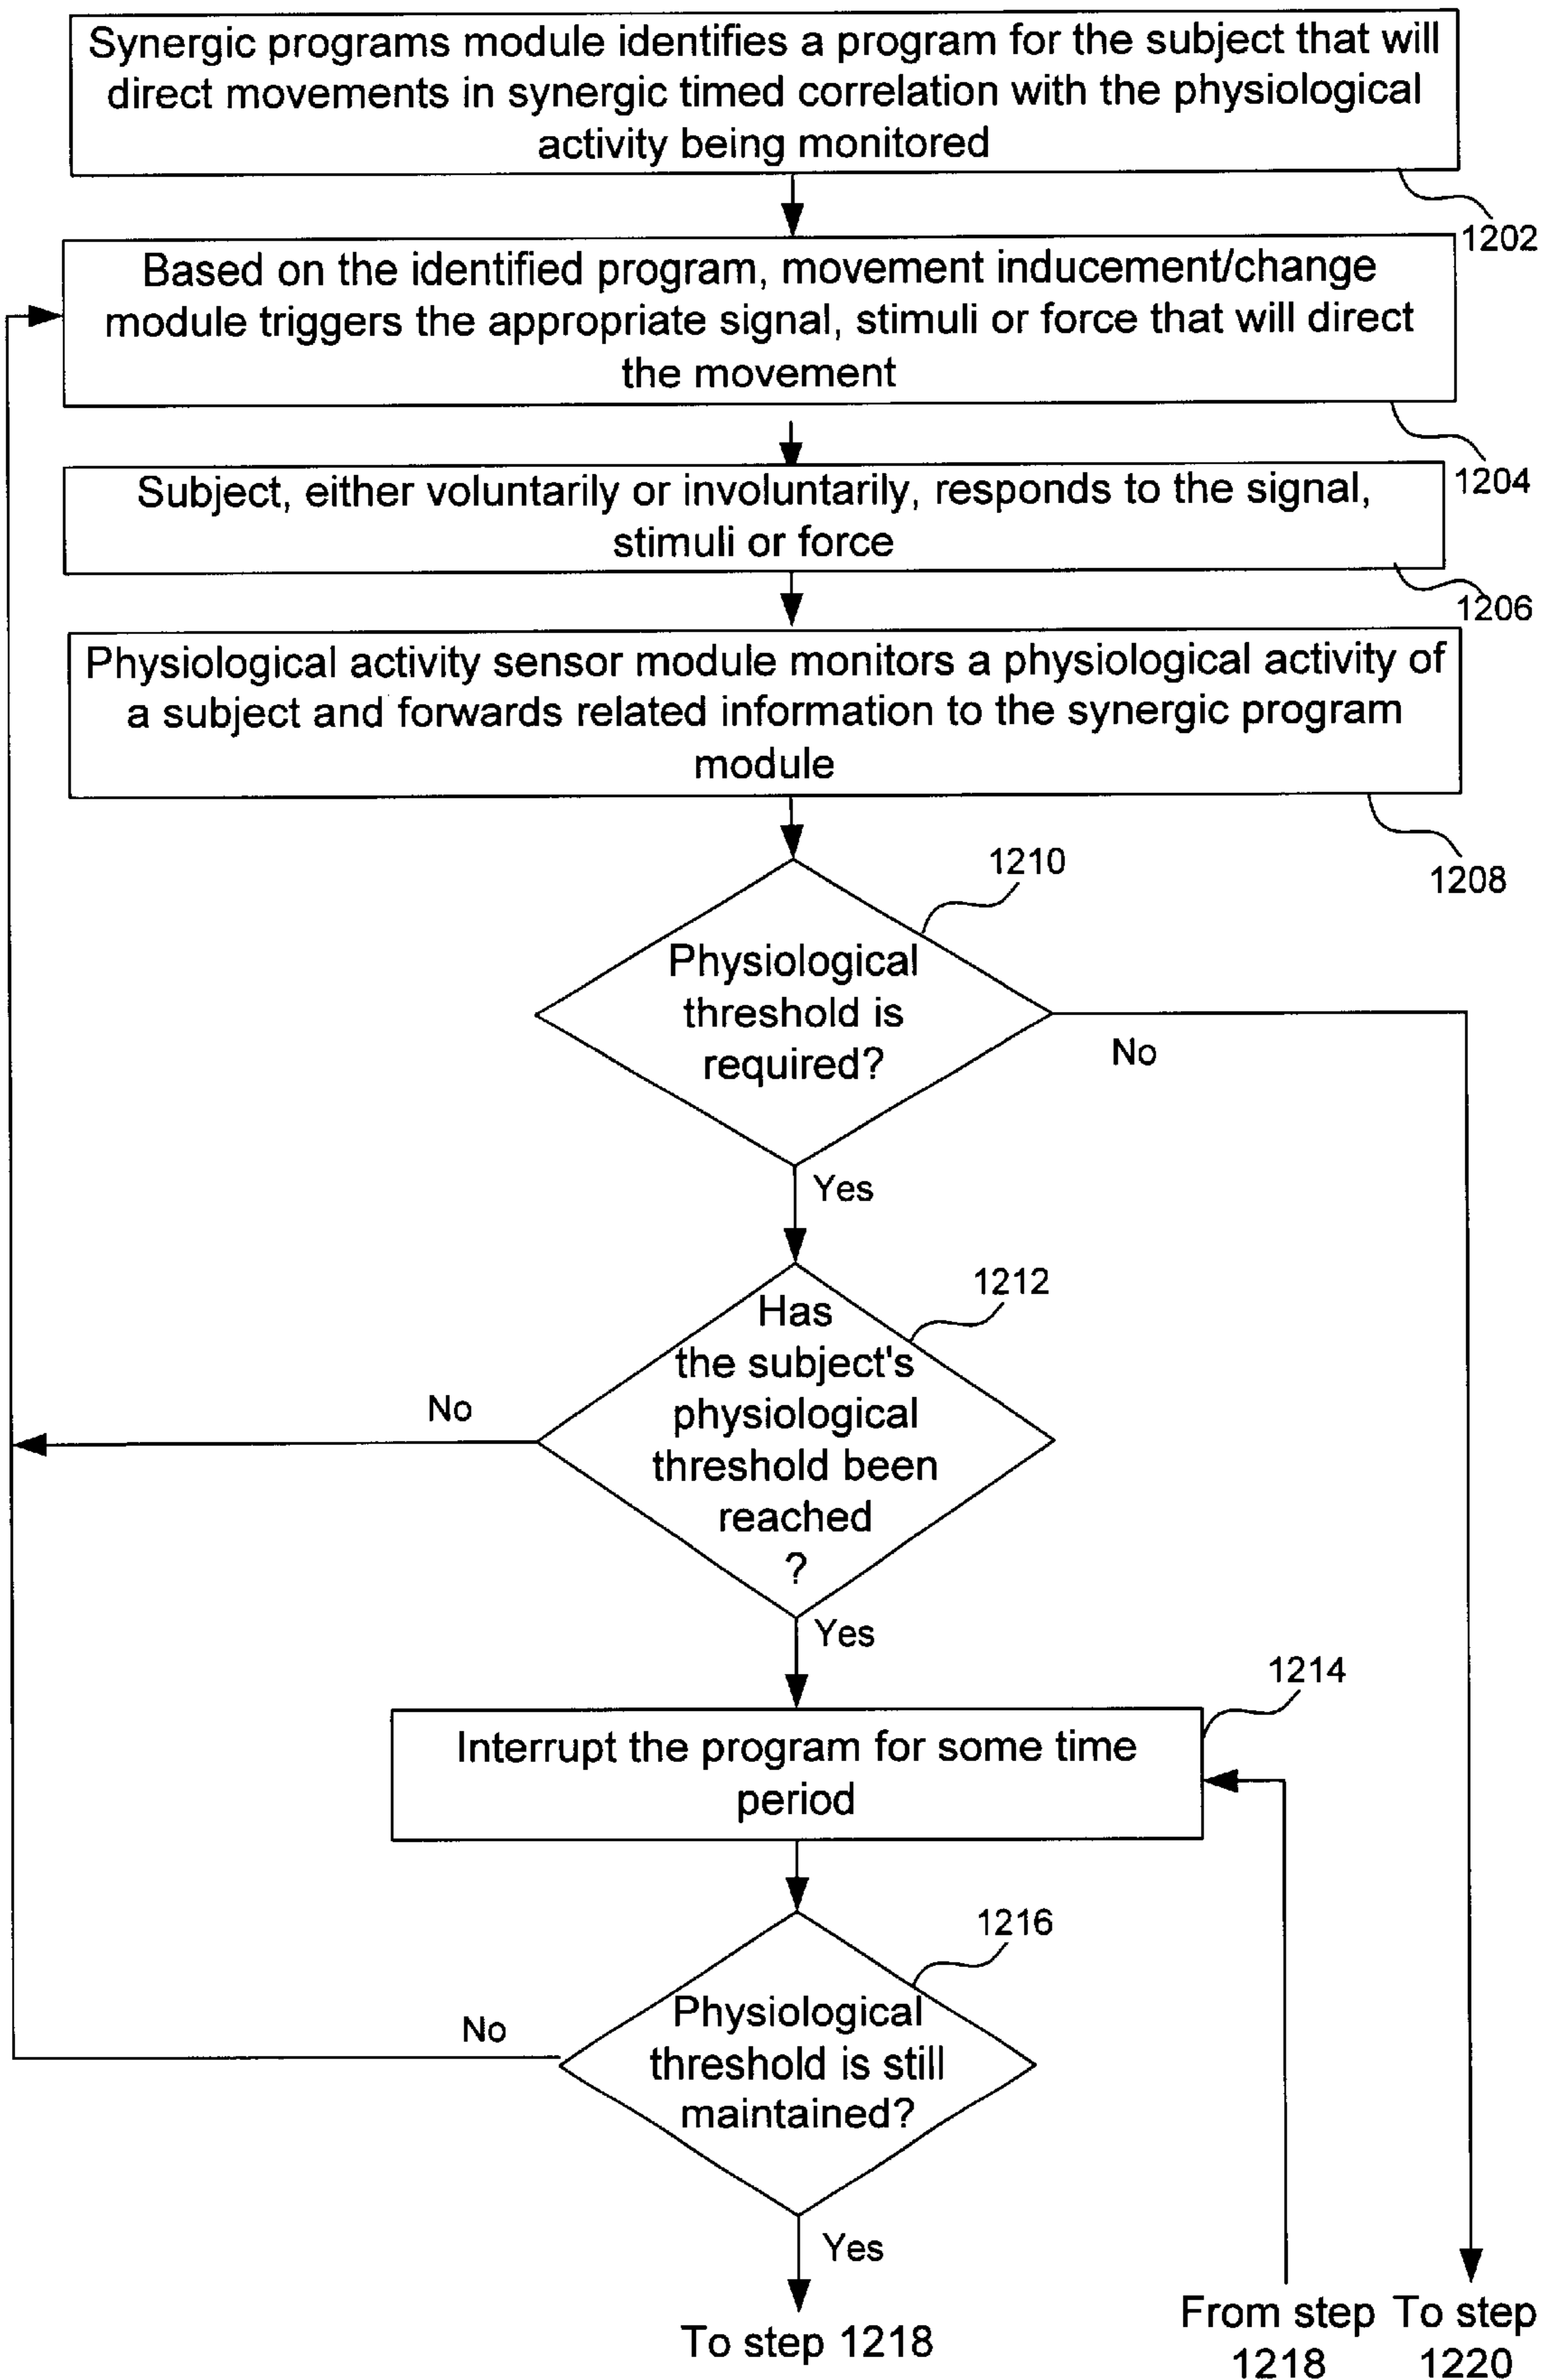 Synergic programs module identifies a program for the subject that will
direct movements in synergic timed correlation with the physiological
activity being monitored
1202
Based on the identified program, movement inducement/change
module triggers the appropriate signal, stimuli or force that will direct
the movement
1204
Subject, either voluntarily or involuntarily, responds to the signal,
stimuli or force
1206
Physiological activity sensor module monitors a physiological activity of
a subject and forwards related information to the synergic program
module
1208
1210
Physiological
threshold is
required?
No
Yes
1212
Has
the subject's
physiological
threshold been
reached
?
No
Yes
1214
Interrupt the program for some time
period
1216
Physiological
threshold is still
maintained?
No
Yes
To step 1218
From step
1218
To step
1220